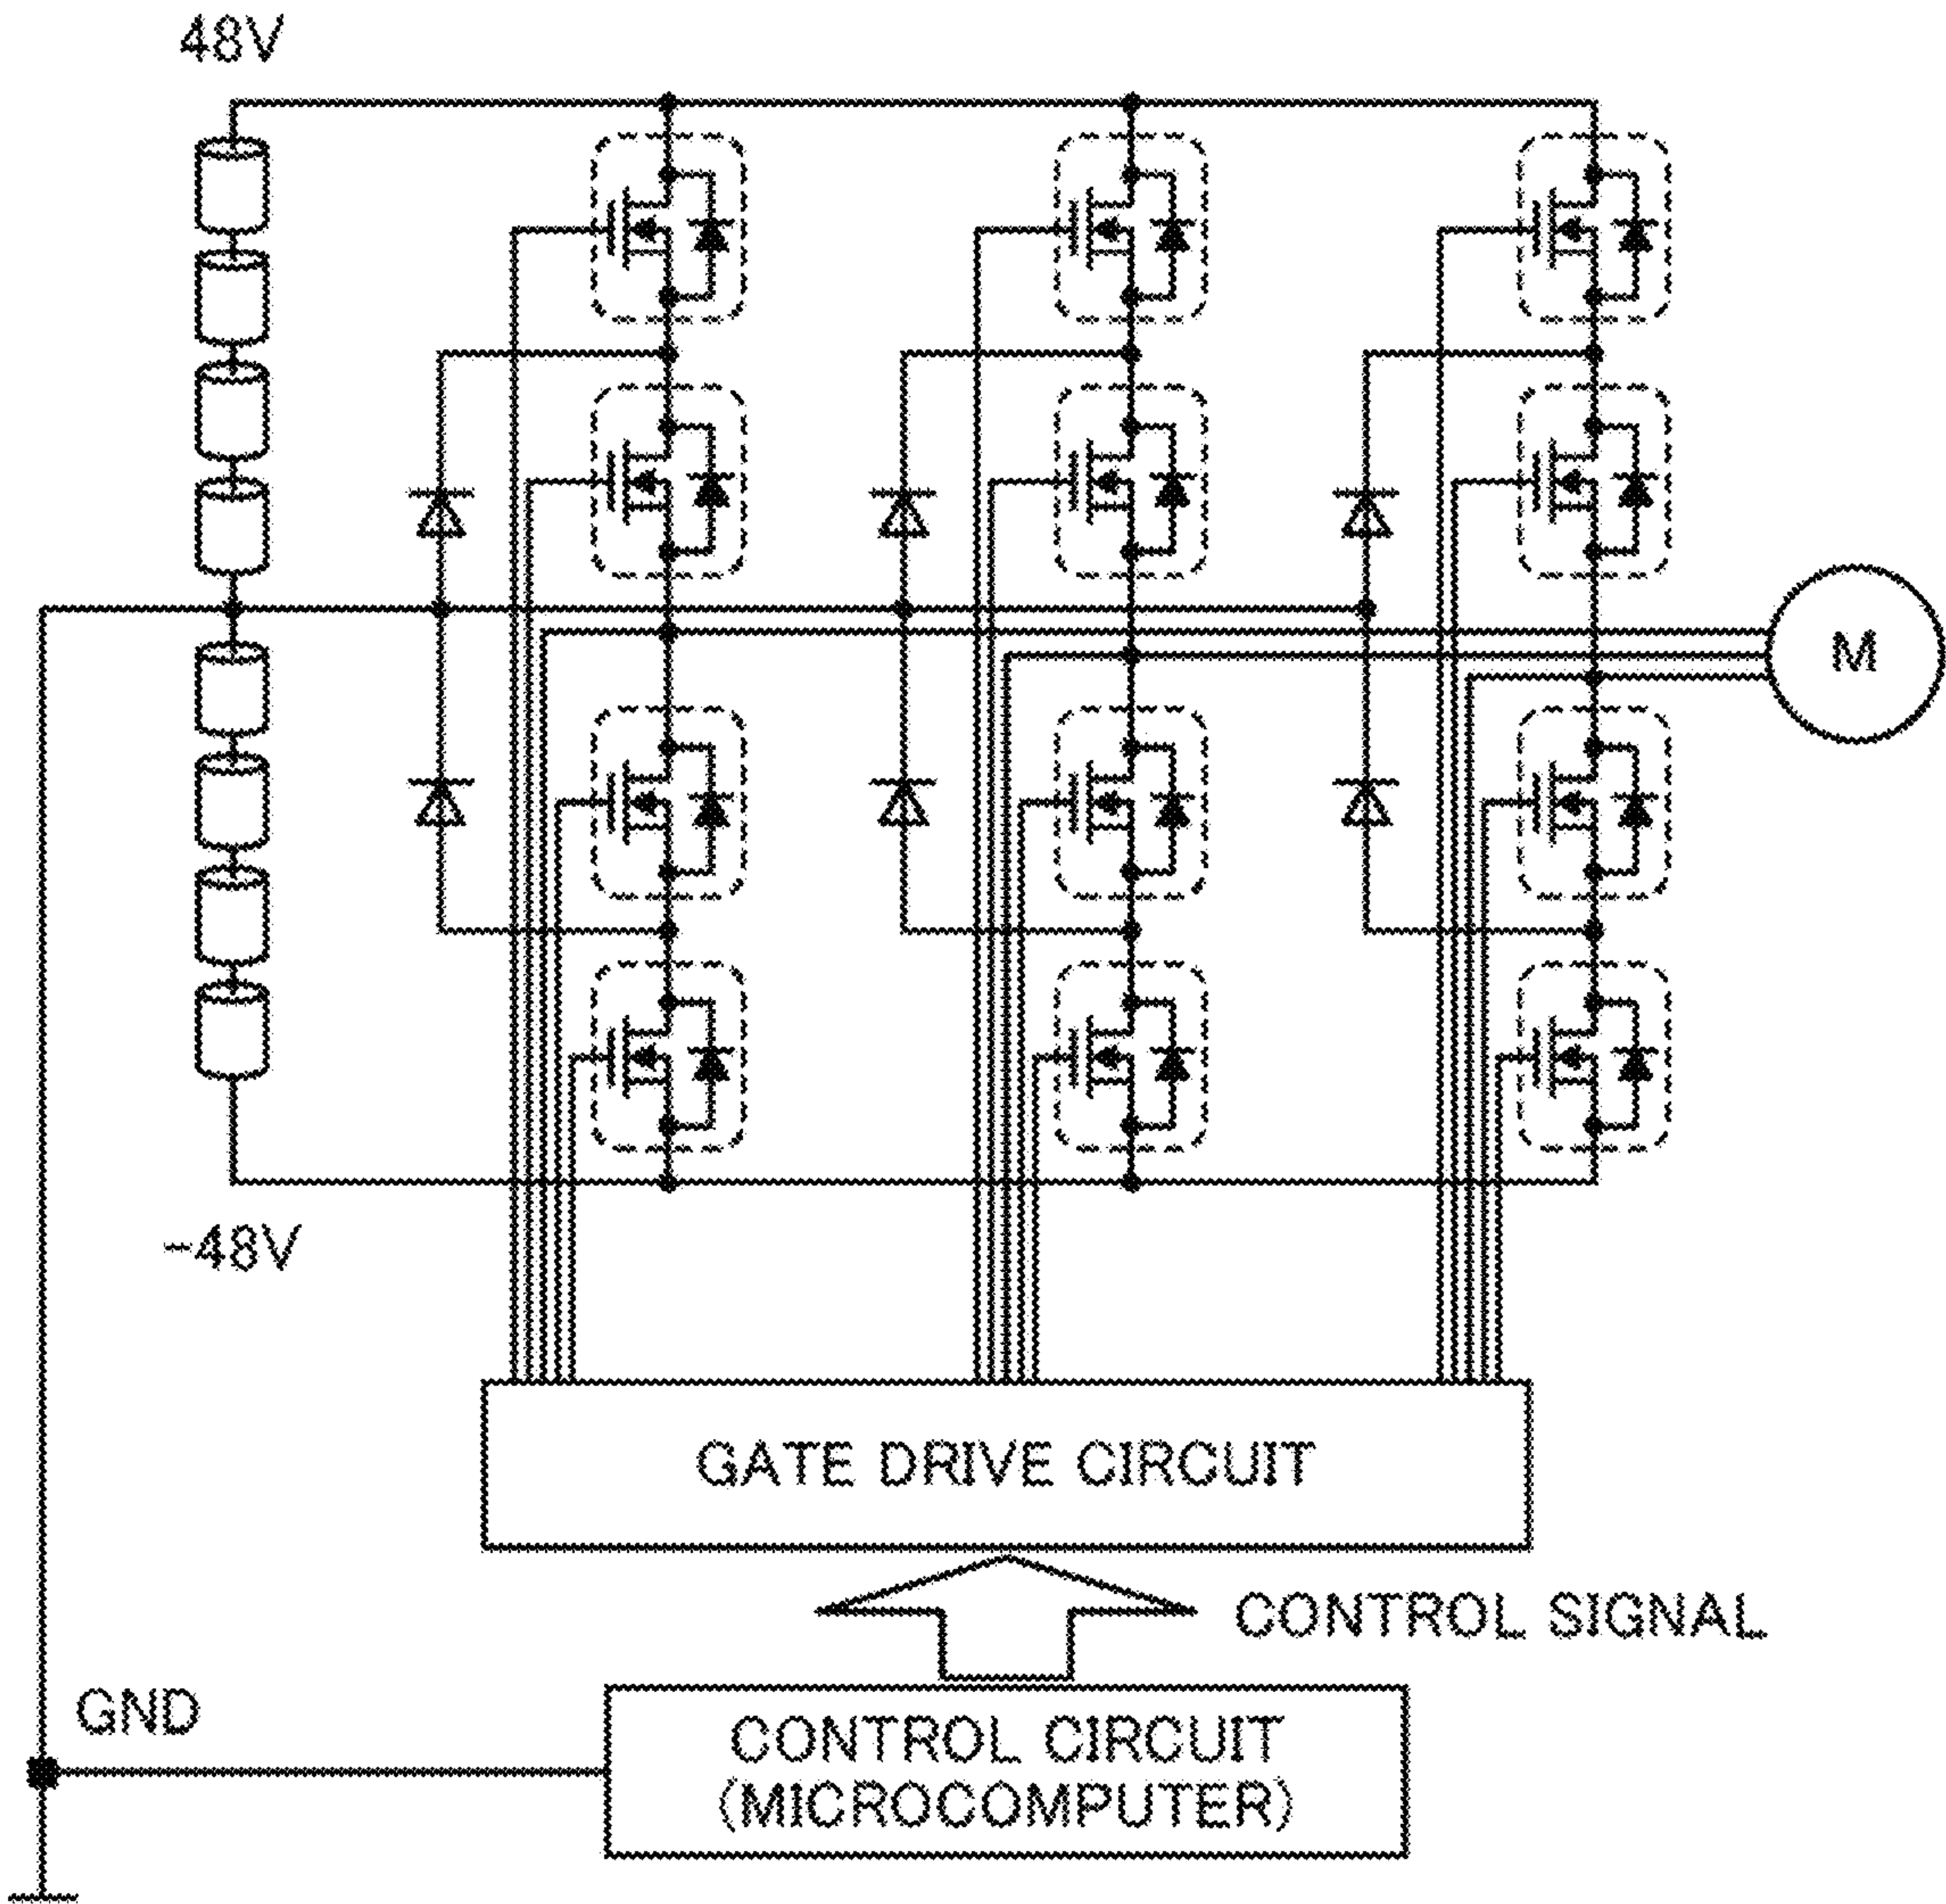 48V
M
-48V
GATE DRIVE CIRCUIT
CONTROL SIGNAL
GND
CONTROL CIRCUIT
(MICROCOMPUTER)